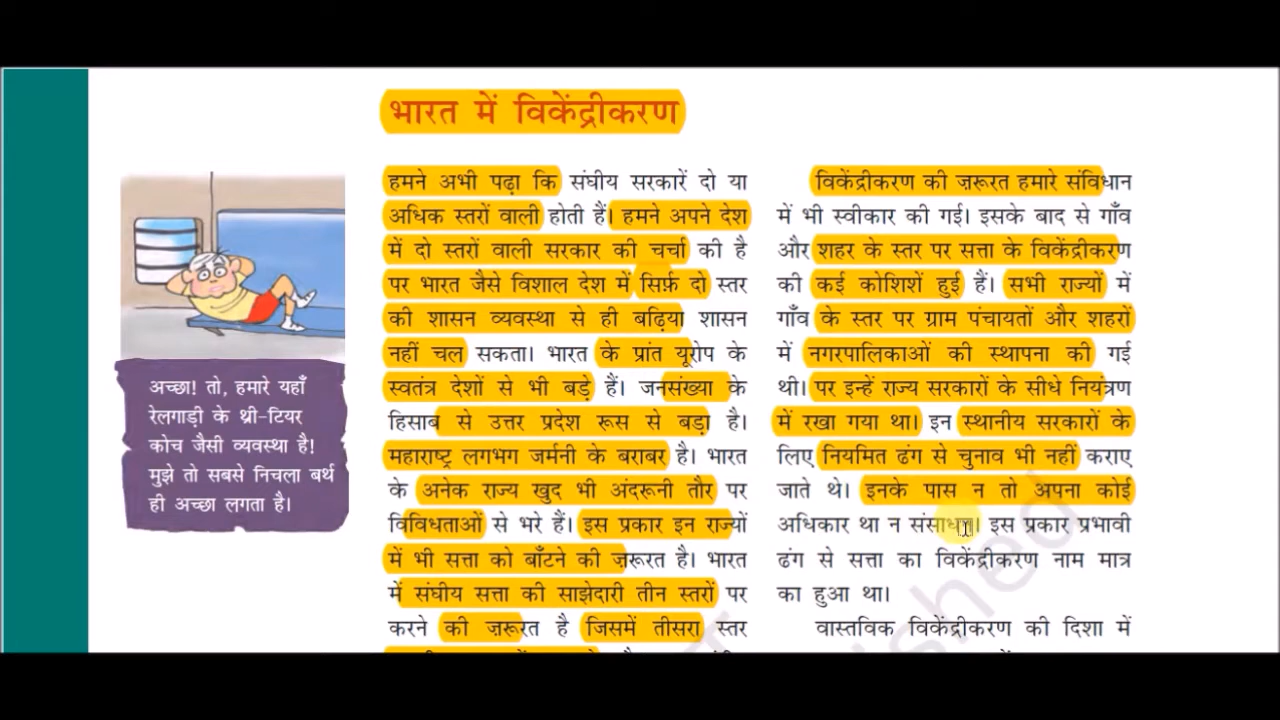 भारत में विकेंद्रीकरण
अच्छा! तो, हमारे यहाँ
रेलगाड़ी के थ्री-टियर
कोच जैसी व्यवस्था है!
मुझे तो सबसे निचला बर्थ
ही अच्छा लगता है।
हमने अभी पढ़ा कि संघीय सरकारें दो या
अधिक स्तरों वाली होती हैं। हमने अपने देश
में दो स्तरों वाली सरकार की चर्चा की है
पर भारत जैसे विशाल देश में सिर्फ़ दो स्तर
की शासन व्यवस्था से ही बढ़िया शासन
नहीं चल सकता। भारत के प्रांत यूरोप के
स्वतंत्र देशों से भी बड़े हैं। जनसंख्या के
हिसाब से उत्तर प्रदेश रूस से बड़ा है।
महाराष्ट्र लगभग जर्मनी के बराबर है। भारत
के अनेक राज्य खुद भी अंदरूनी तौर पर
विविधताओं से भरे हैं। इस प्रकार इन राज्यों
में भी सत्ता को बाँटने की ज़रूरत है। भारत
में संघीय सत्ता की साझेदारी तीन स्तरों पर
करने की ज़रूरत है जिसमें तीसरा स्तर
विकेंद्रीकरण की ज़रूरत हमारे संविधान
में भी स्वीकार की गई। इसके बाद से गाँव
और शहर के स्तर पर सत्ता के विकेंद्रीकरण
की कई कोशिशें हुई हैं। सभी राज्यों में
गाँव के स्तर पर ग्राम पंचायतों और शहरों
में नगरपालिकाओं की स्थापना की गई
थी। पर इन्हें राज्य सरकारों के सीधे नियंत्रण
में रखा गया था। इन स्थानीय सरकारों के
लिए नियमित ढंग से चुनाव भी नहीं कराए
जाते थे। इनके पास न तो अपना कोई
अधिकार था न संसाधन। इस प्रकार प्रभावी
ढंग से सत्ता का विकेंद्रीकरण नाम मात्र
का हुआ था।
वास्तविक विकेंद्रीकरण की दिशा में